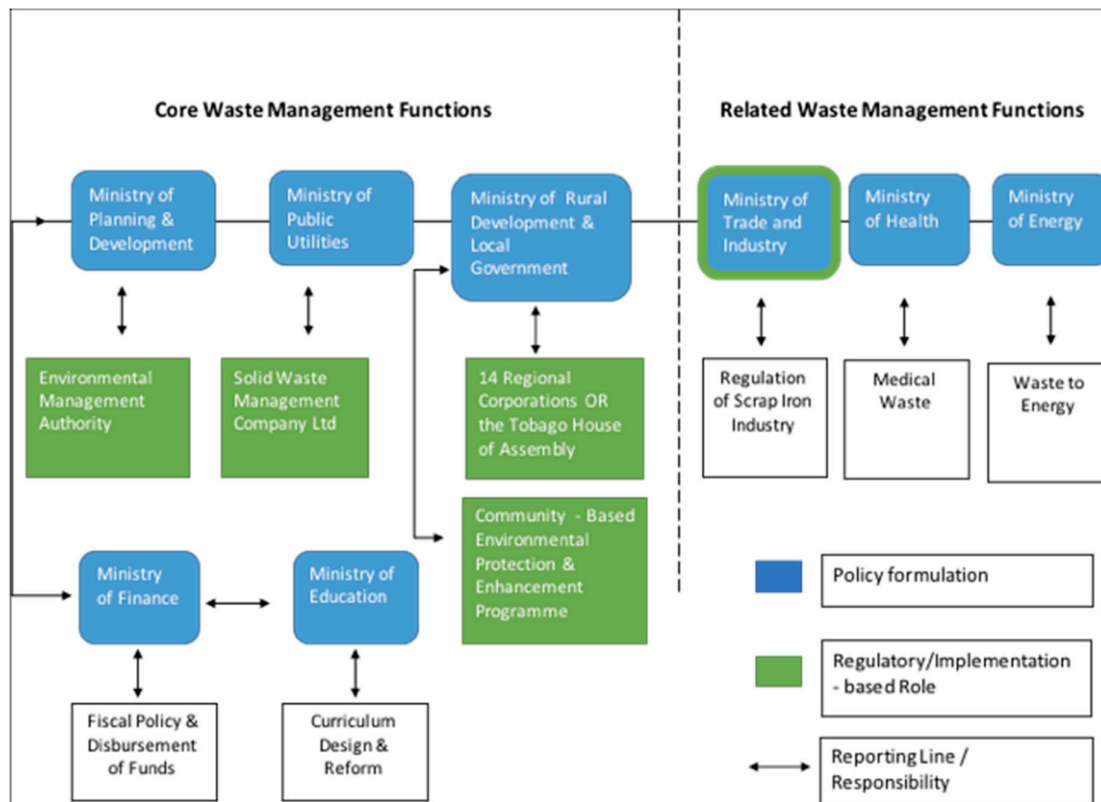 Core Waste Management Functions
Related Waste Management Functions
Ministry of
Planning &
Development
Ministry of
Public
Utilities
Ministry of Rural
Development &
Local
Government
Ministry of
Trade and
Industry
Ministry
of Health
Ministry
of Energy
Environmental
Management
Authority
Solid Waste
Management
Company Ltd
14 Regional
Corporations OR
the Tobago House
of Assembly
Regulation
of Scrap Iron
Industry
Medical
Waste
Waste to
Energy
Community - Based
Environmental
Protection &
Enhancement
Programme
Ministry
of Finance
Ministry of
Education
Fiscal Policy &
Disbursement
of Funds
Curriculum
Design &
Reform
Policy formulation
Regulatory/Implementation
- based Role
Reporting Line /
Responsibility